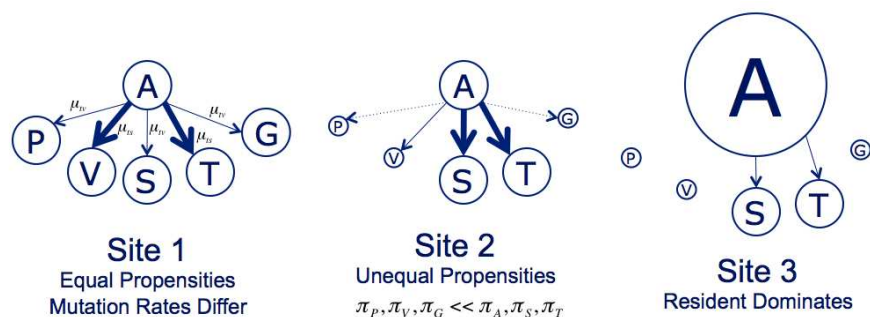 A
μtv
μtv
P
μts
μtv
μts
G
V
S
T
Site 1
Equal Propensities
Mutation Rates Differ
A
P
G
V
S
T
Site 2
Unequal Propensities
πP, πV, πG << πA, πS, πT
A
P
G
V
S
T
Site 3
Resident Dominates